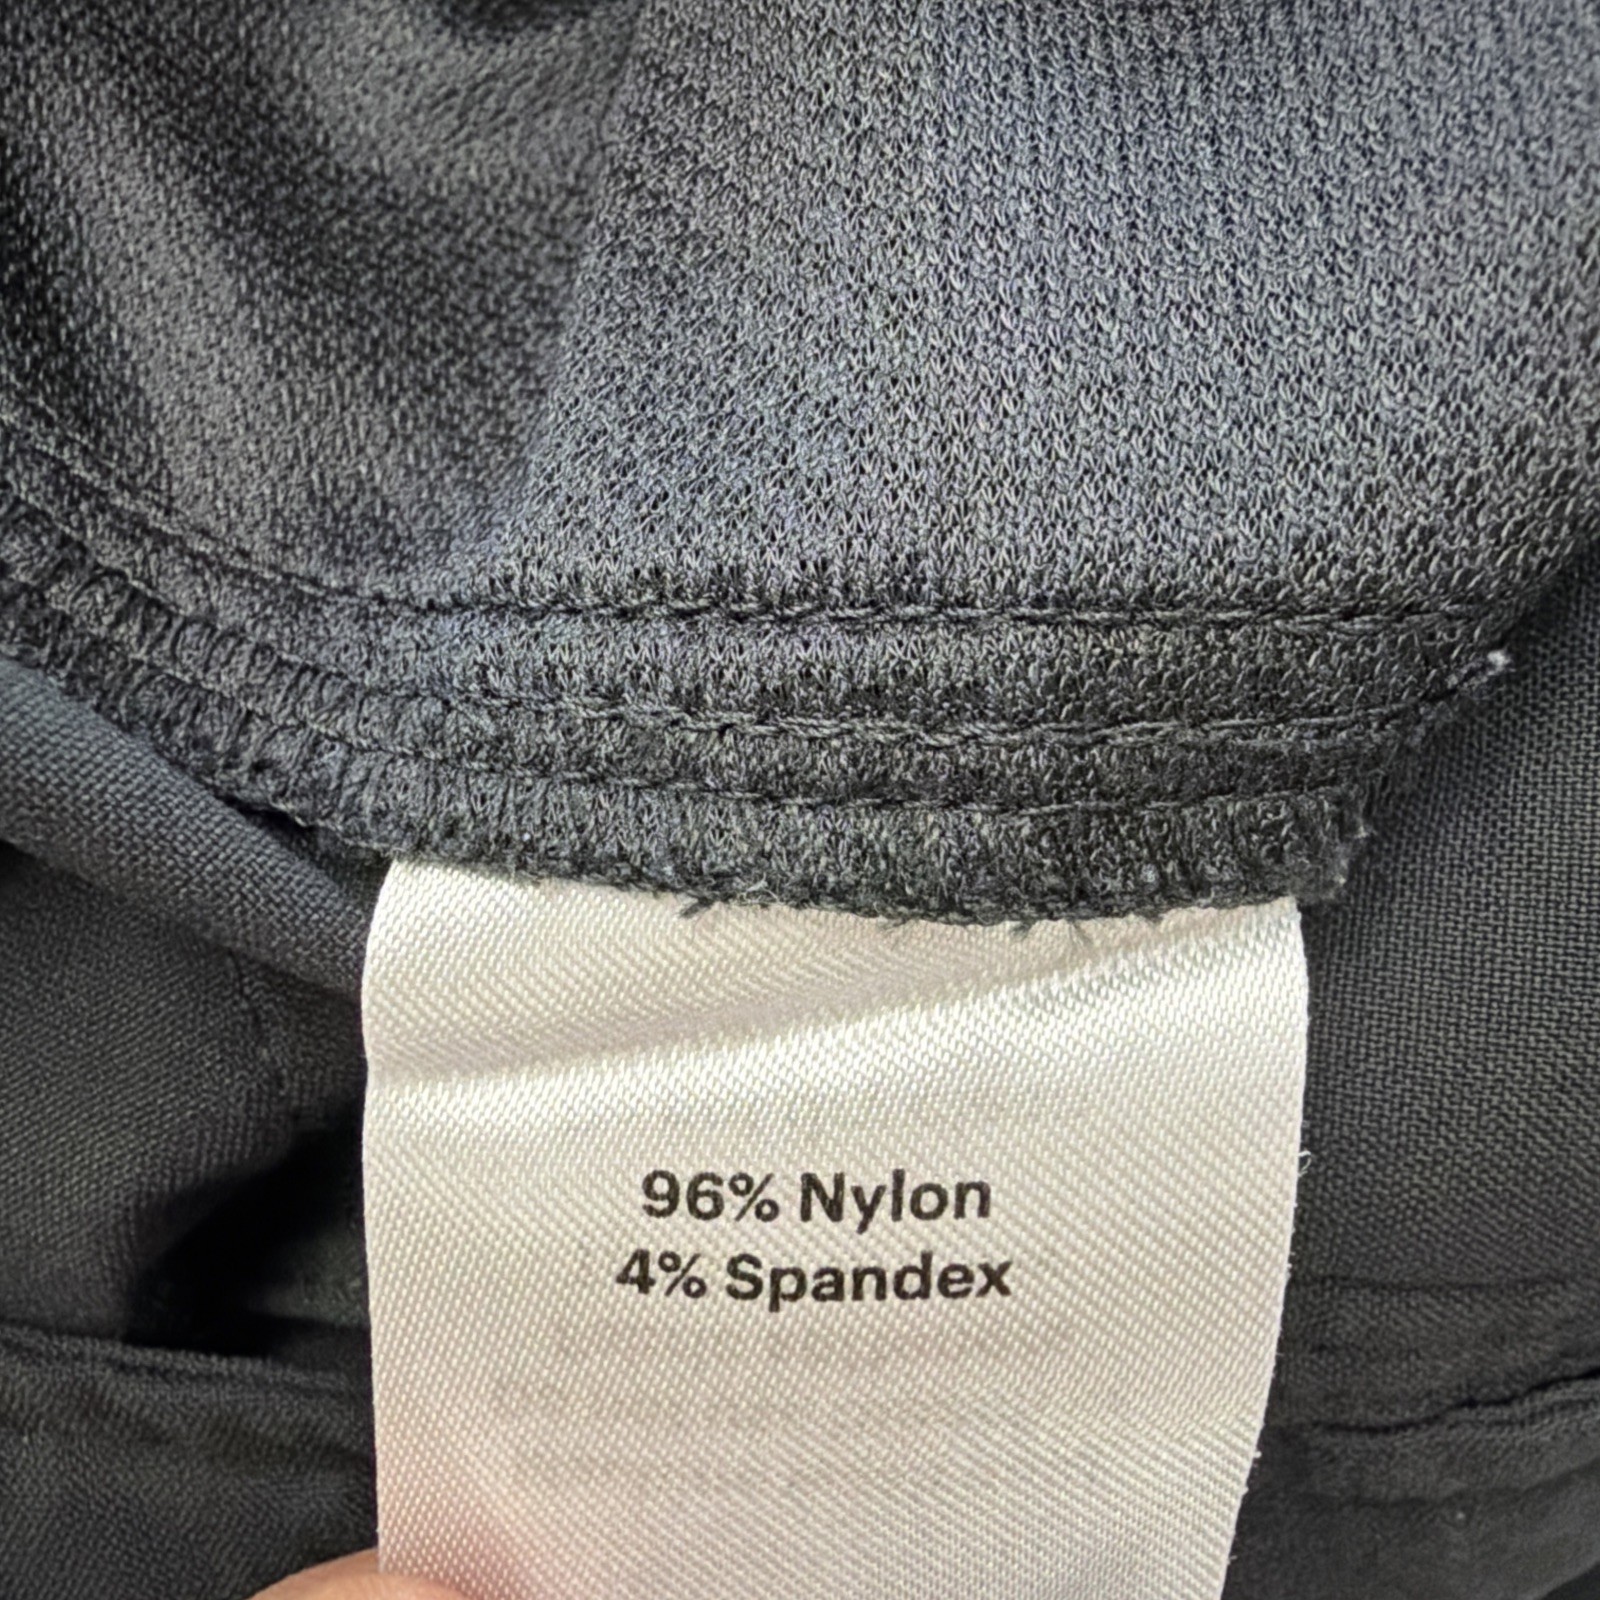 96% Nylon
4% Spandex